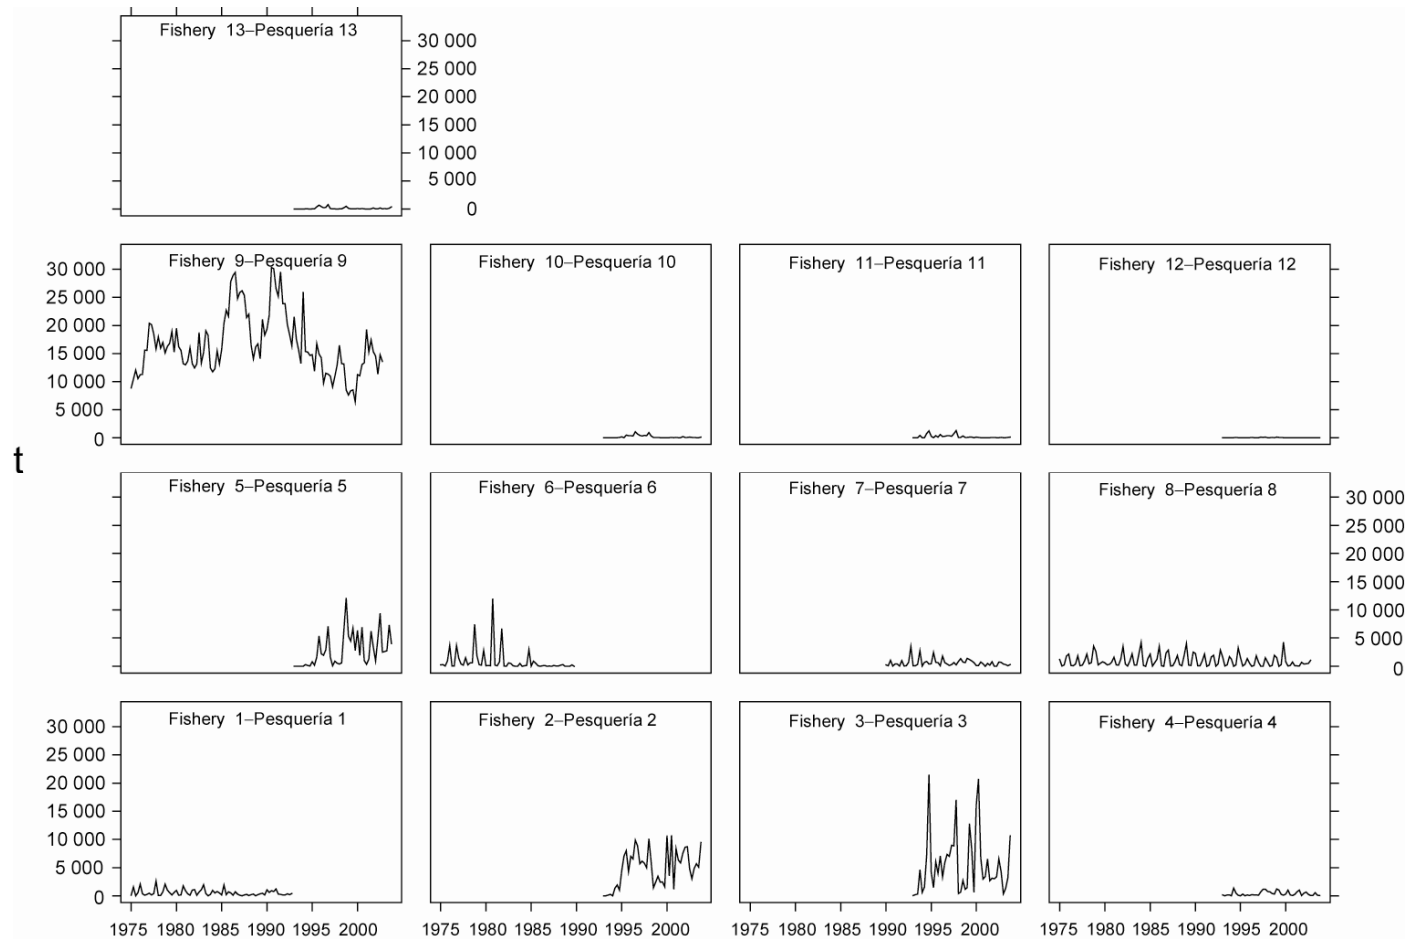 Fishery 13–Pesquería 13
30 000
25 000
20 000
15 000
10 000
5 000
0
Fishery 9–Pesquería 9
Fishery 10–Pesquería 10
Fishery 11–Pesquería 11
Fishery 12–Pesquería 12
30 000
25 000
20 000
15 000
10 000
5 000
0
t
Fishery 5–Pesquería 5
Fishery 6–Pesquería 6
Fishery 7–Pesquería 7
Fishery 8–Pesquería 8
30 000
25 000
20 000
15 000
10 000
5 000
0
Fishery 1–Pesquería 1
Fishery 2–Pesquería 2
Fishery 3–Pesquería 3
Fishery 4–Pesquería 4
30 000
25 000
20 000
15 000
10 000
5 000
0
1975 1980 1985 1990 1995 2000
1975 1980 1985 1990 1995 2000
1975 1980 1985 1990 1995 2000
1975 1980 1985 1990 1995 2000